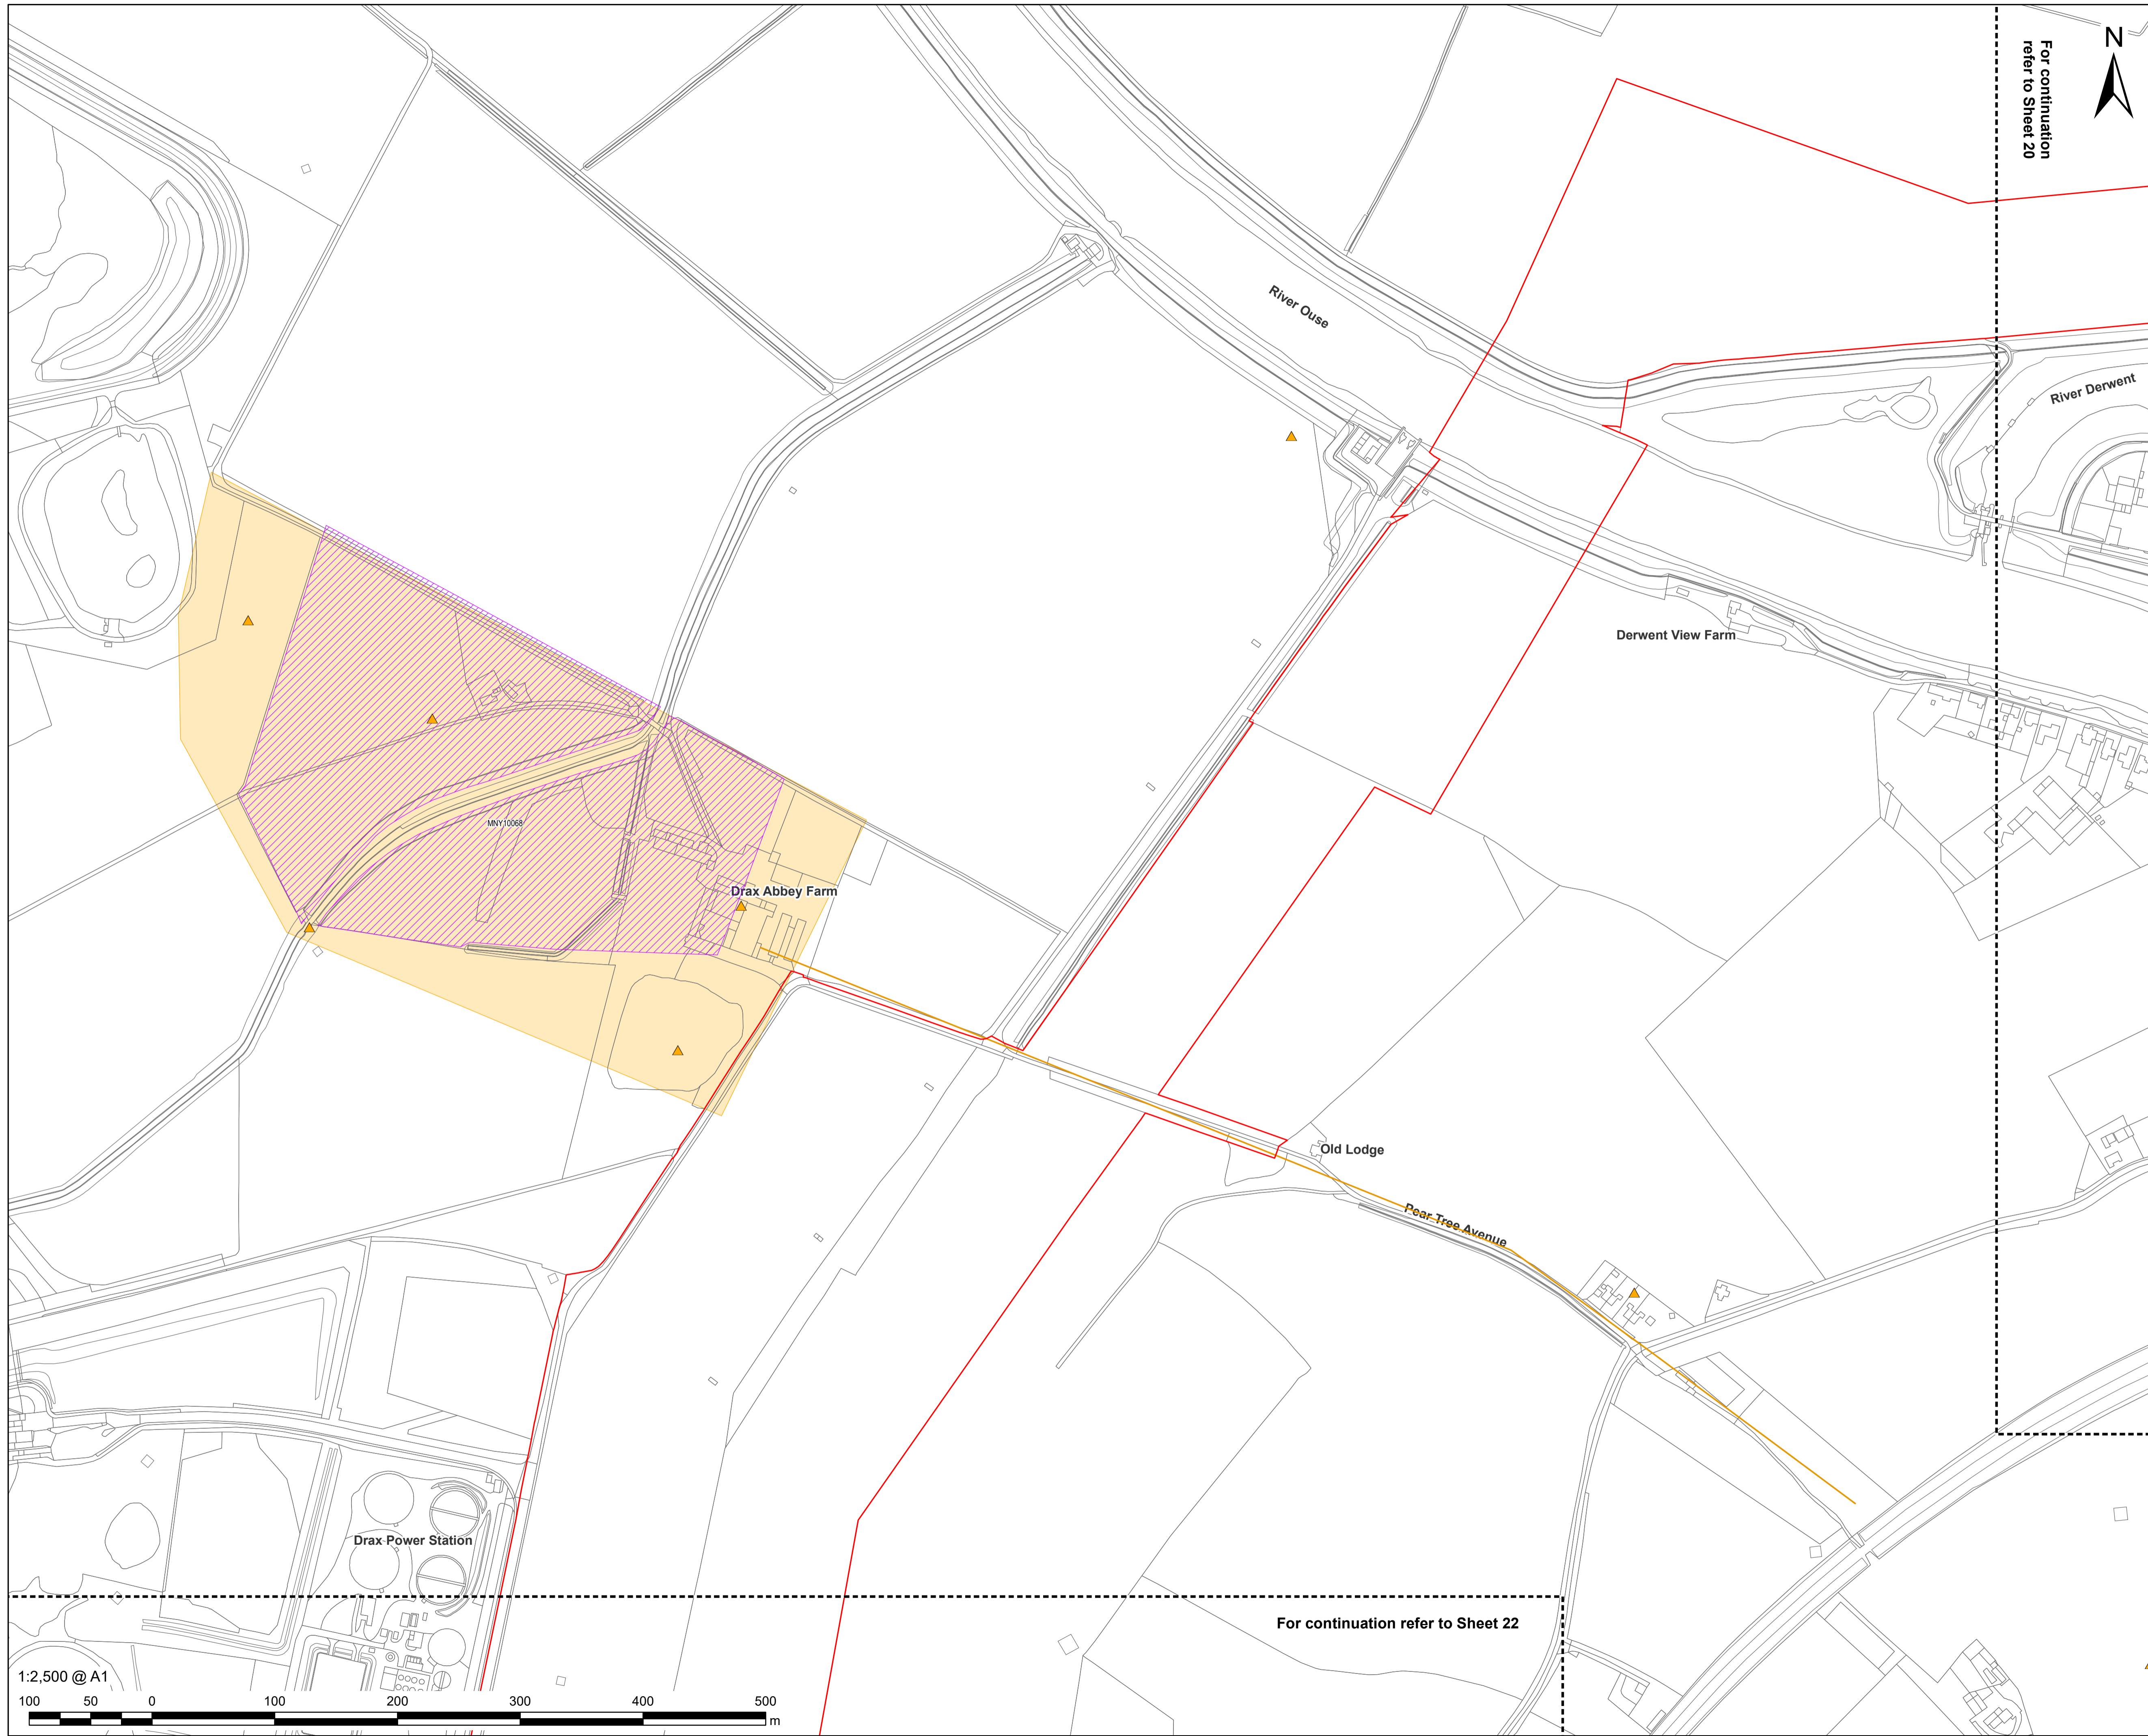 For continuation
refer to Sheet 20
N
River Ouse
River Derwent
Derwent View Farm
MNY10068
Drax Abbey Farm
Old Lodge
Pear Tree Avenue
Drax Power Station
For continuation refer to Sheet 22
1:2,500 @ A1
100 50 0 100 200 300 400 500
m